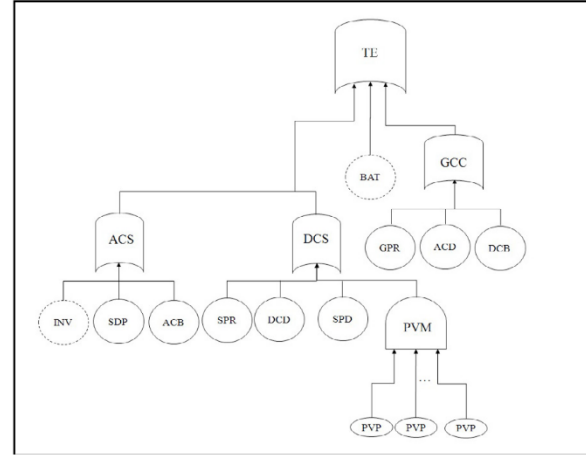 TE
BAT
GCC
GPR
ACD
DCB
ACS
DCS
INV
SDP
ACB
SPR
DCD
SPD
PVM
...
PVP
PVP
PVP